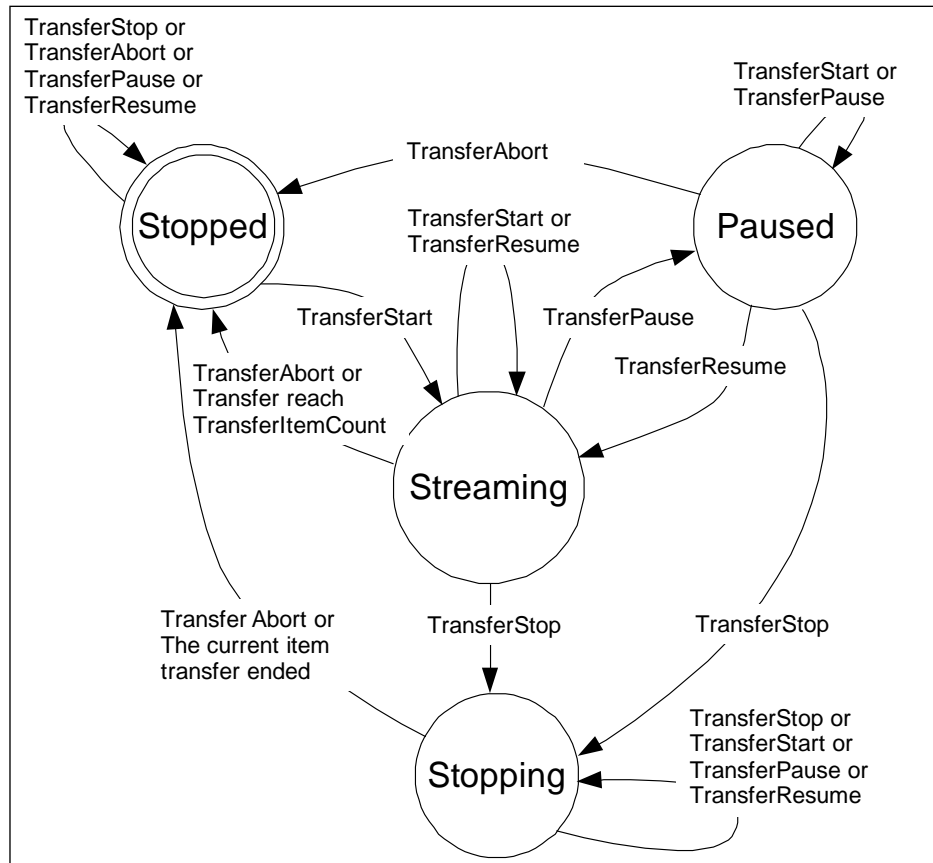 TransferStop or
TransferAbort or
TransferPause or
TransferResume
TransferStart or
TransferPause
TransferAbort
Stopped
TransferStart or
TransferResume
Paused
TransferStart
TransferPause
TransferResume
TransferAbort or
Transfer reach
TransferItemCount
Streaming
Transfer Abort or
The current item
transfer ended
TransferStop
TransferStop
Stopping
TransferStop or
TransferStart or
TransferPause or
TransferResume